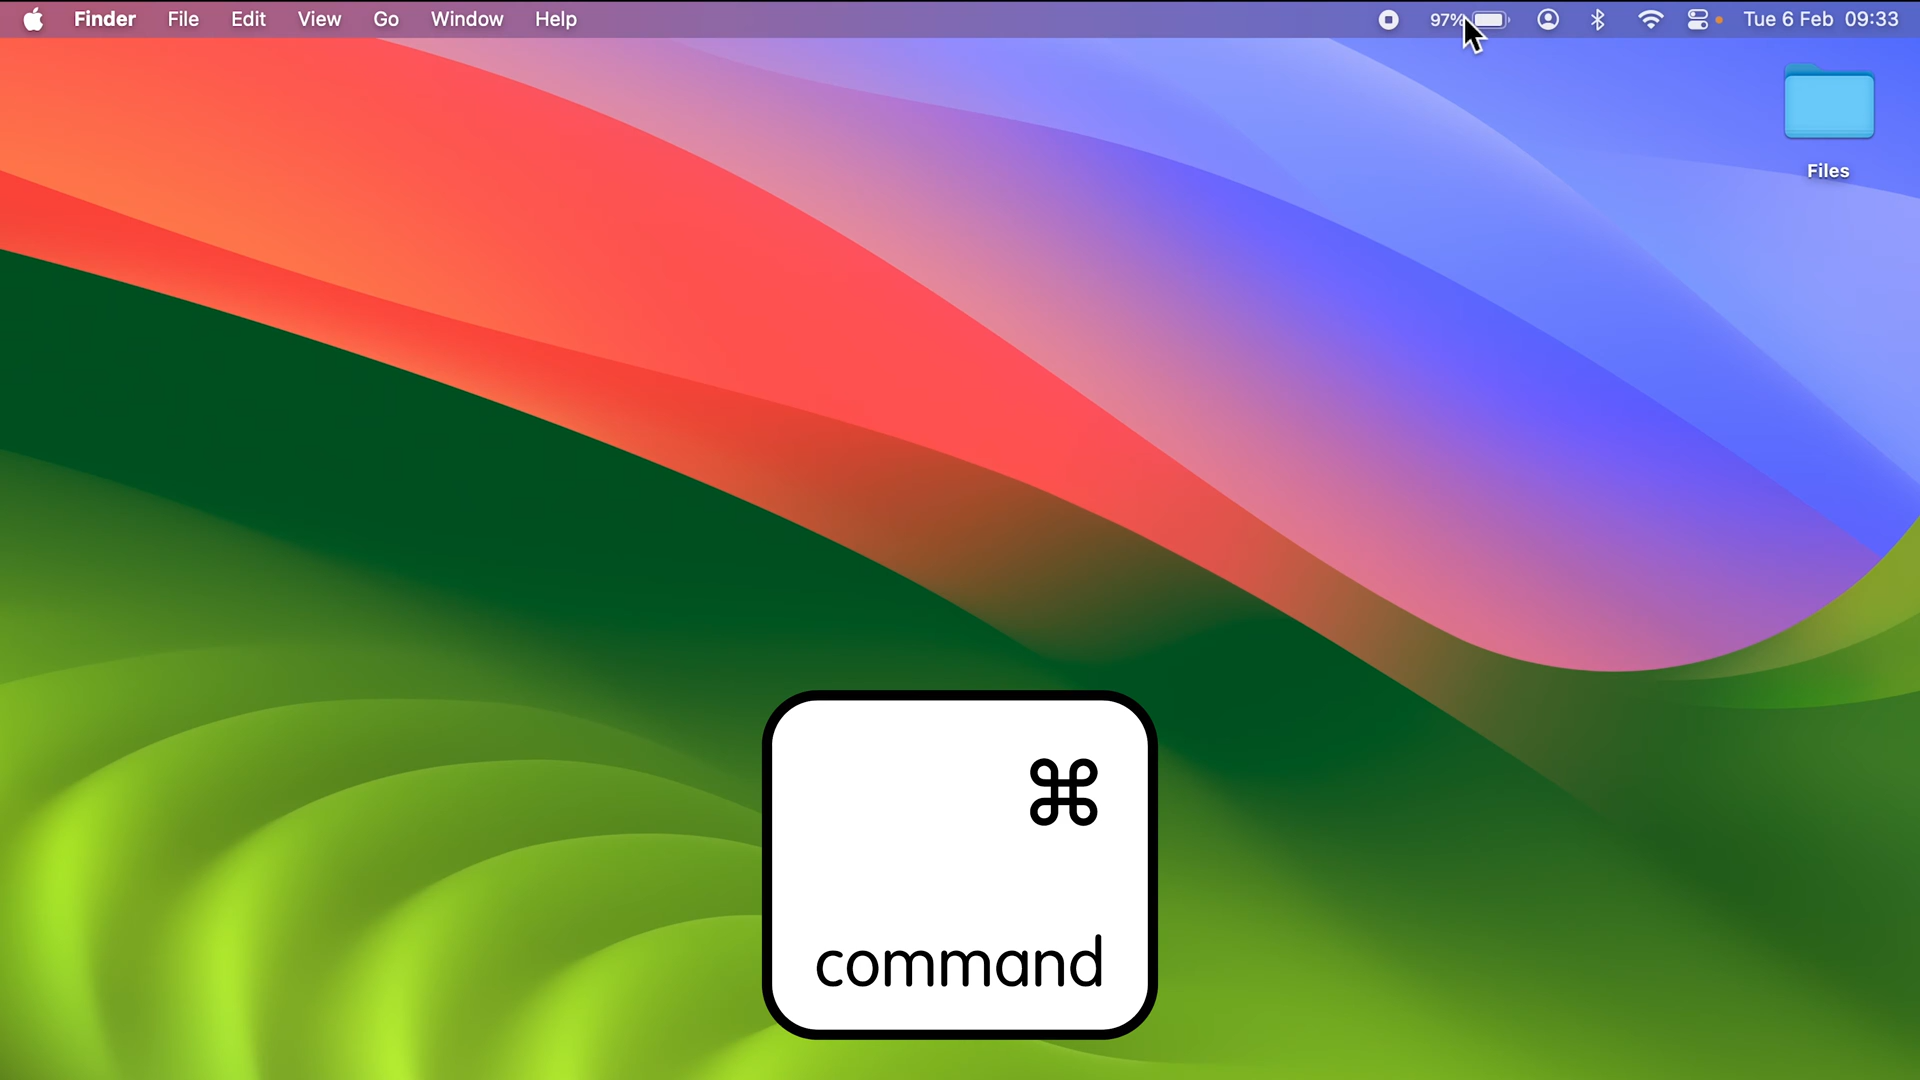 Finder File Edit View Go Window Help 97% Tue 6 Feb 09:33
Files
⌘
command